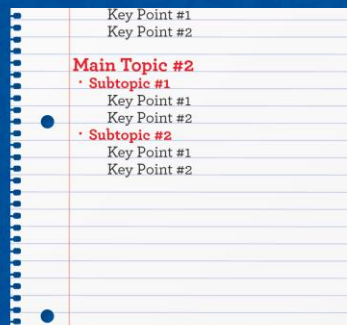 Key Point #1
Key Point #2
Main Topic #2
· Subtopic #1
Key Point #1
Key Point #2
· Subtopic #2
Key Point #1
Key Point #2